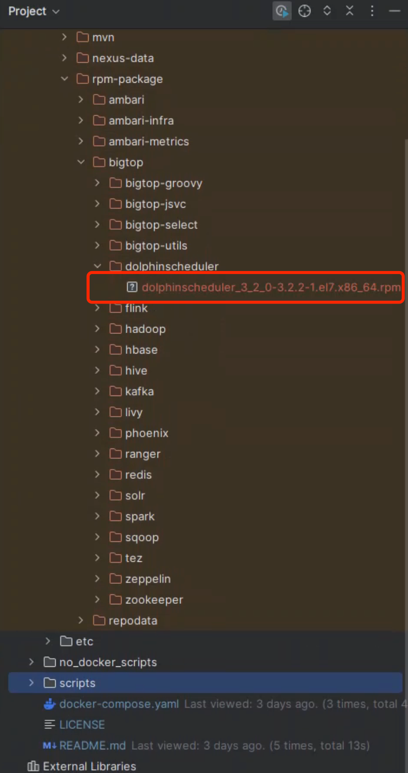 Project
mvn
nexus-data
rpm-package
ambari
ambari-infra
ambari-metrics
bigtop
bigtop-groovy
bigtop-jsvc
bigtop-select
bigtop-utils
dolphinscheduler
dolphinscheduler_3_2_0-3.2.2-1.el7.x86_64.rpm
flink
hadoop
hbase
hive
kafka
livy
phoenix
ranger
redis
solr
spark
sqoop
tez
zeppelin
zookeeper
repodata
etc
no_docker_scripts
scripts
docker-compose.yaml Last viewed: 3 days ago. (3 times, total 4
LICENSE
M↓ README.md Last viewed: 3 days ago. (5 times, total 13s)
External Libraries